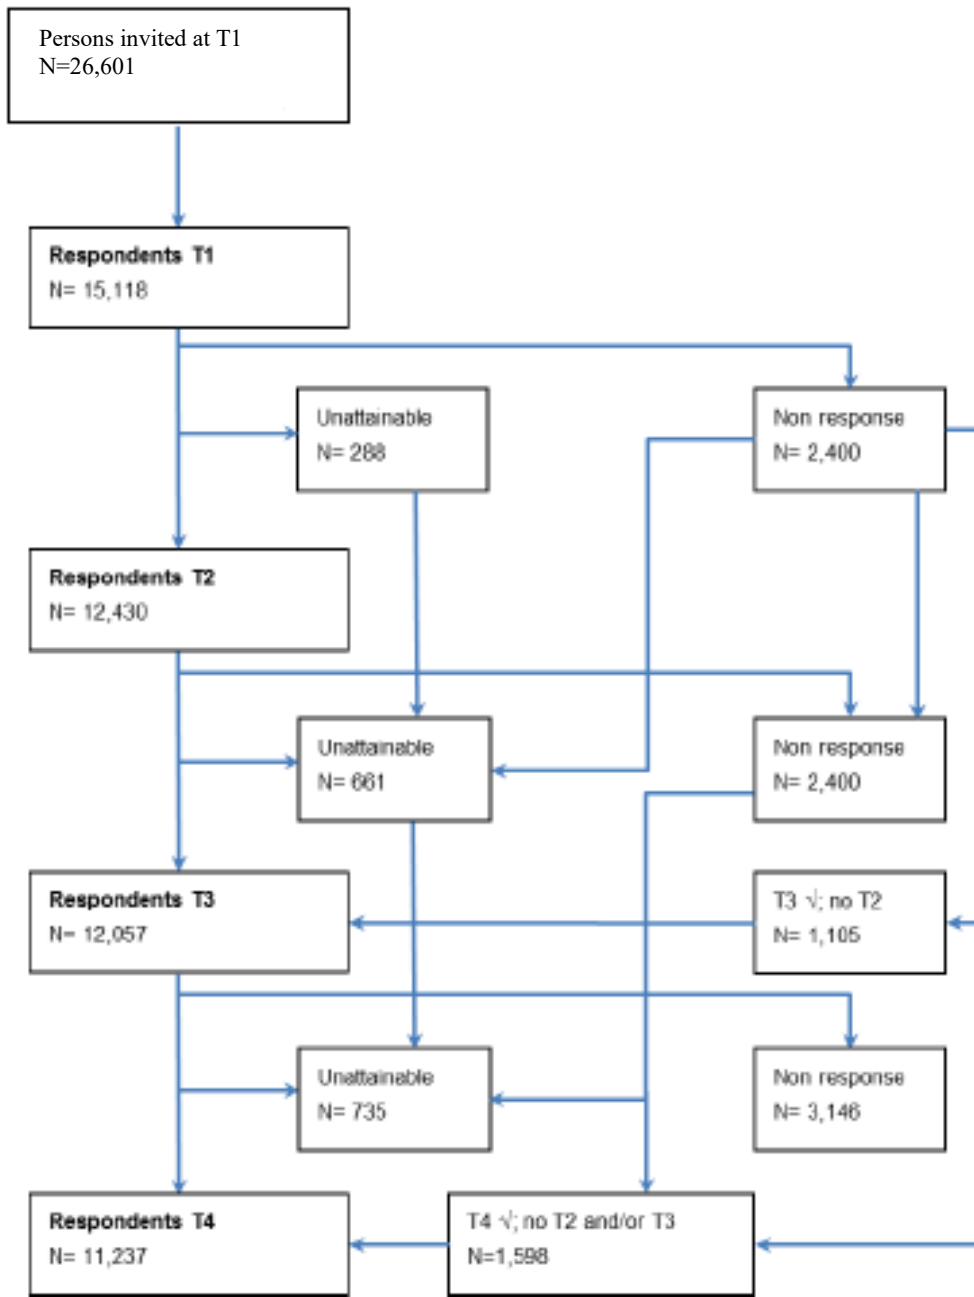 Persons invited at T1
N=26,601
Respondents T1
N= 15,118
Unattainable
N= 288
Non response
N= 2,400
Respondents T2
N= 12,430
Unattainable
N= 661
Non response
N= 2,400
Respondents T3
N= 12,057
T3 √; no T2
N= 1,105
Unattainable
N= 735
Non response
N= 3,146
Respondents T4
N= 11,237
T4 √; no T2 and/or T3
N=1,598